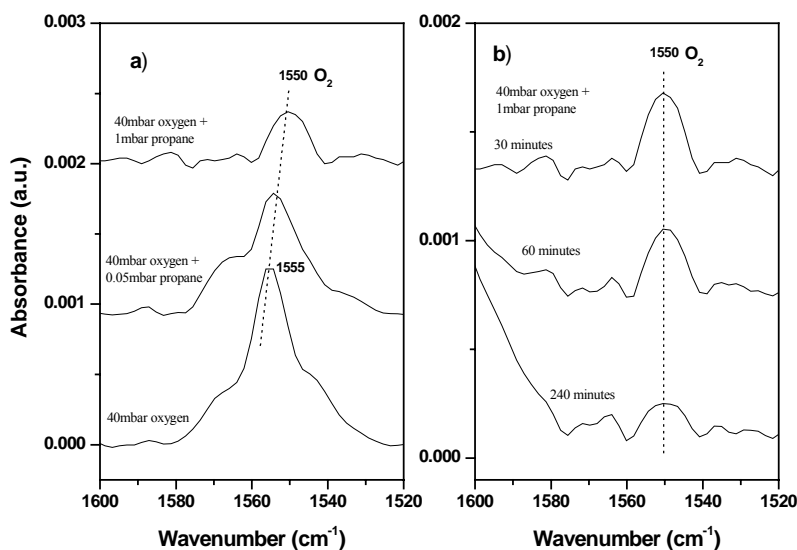 0.003
0.002
0.001
0.000
Absorbance (a.u.)
a)
1550 O₂
40mbar oxygen +
1mbar propane
40mbar oxygen +
0.05mbar propane
1555
40mbar oxygen
1600 1580 1560 1540 1520
Wavenumber (cm⁻¹)
0.002
0.001
0.000
b)
1550 O₂
40mbar oxygen +
1mbar propane
30 minutes
60 minutes
240 minutes
1600 1580 1560 1540 1520
Wavenumber (cm⁻¹)